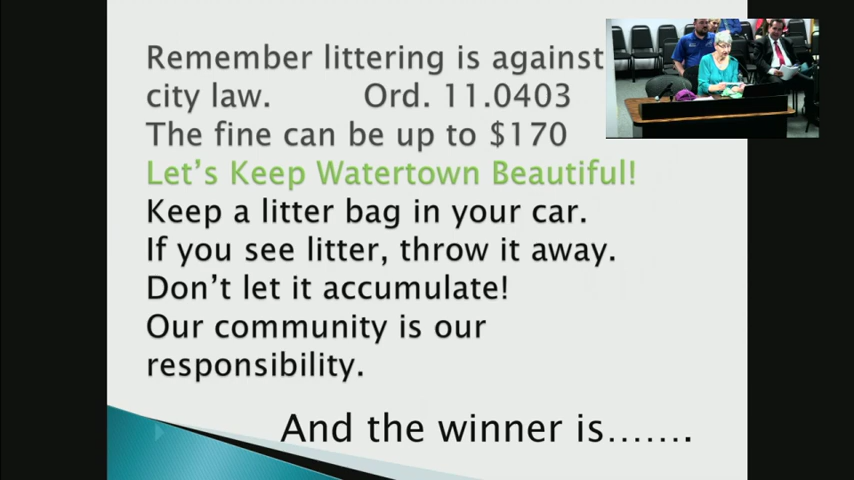 Remember littering is against
city law. Ord. 11.0403
The fine can be up to $170
Let's Keep Watertown Beautiful!
Keep a litter bag in your car.
If you see litter, throw it away.
Don't let it accumulate!
Our community is our
responsibility.
And the winner is…….